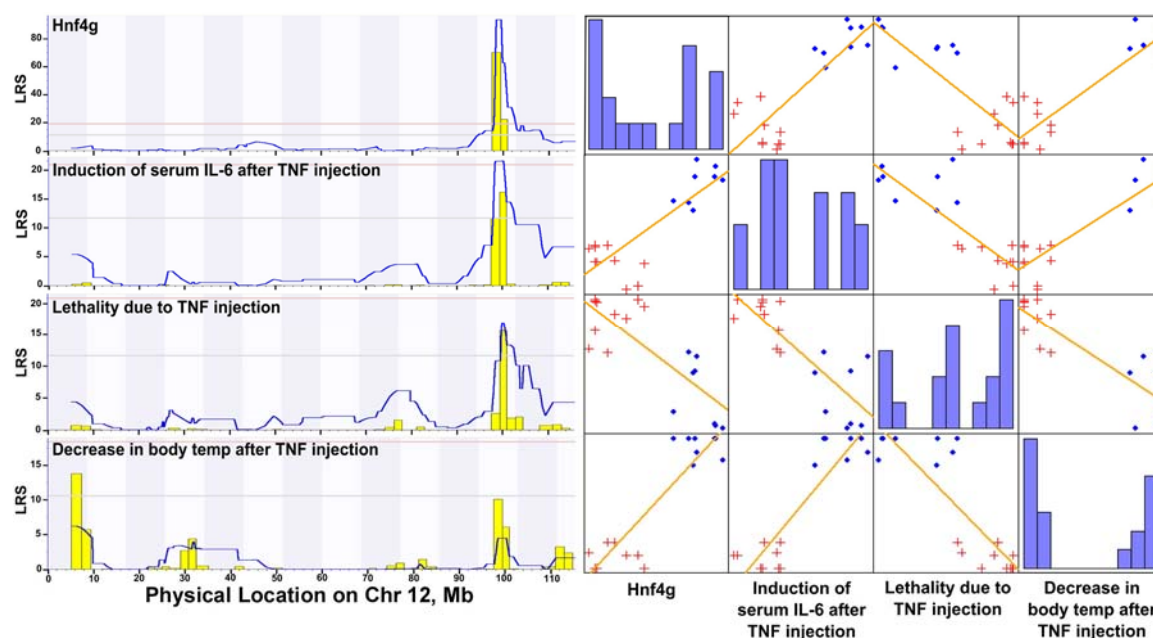 Hnf4g
80
60
40
20
0
LRS
Induction of serum IL-6 after TNF injection
20
15
10
5
0
LRS
Lethality due to TNF injection
20
15
10
5
0
LRS
Decrease in body temp after TNF injection
15
10
5
0
LRS
0 10 20 30 40 50 60 70 80 90 100 110
Physical Location on Chr 12, Mb
Hnf4g
Induction of
serum IL-6 after
TNF injection
Lethality due to
TNF injection
Decrease in
body temp after
TNF injection